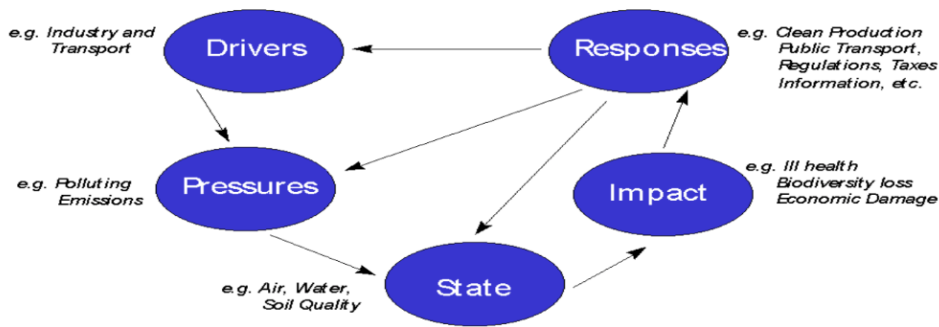 e.g. Industry and
Transport
Drivers
Responses
e.g. Clean Production
Public Transport,
Regulations, Taxes
Information, etc.
e.g. Polluting
Emissions
Pressures
Impact
e.g. Ill health
Biodiversity loss
Economic Damage
e.g. Air, Water,
Soil Quality
State